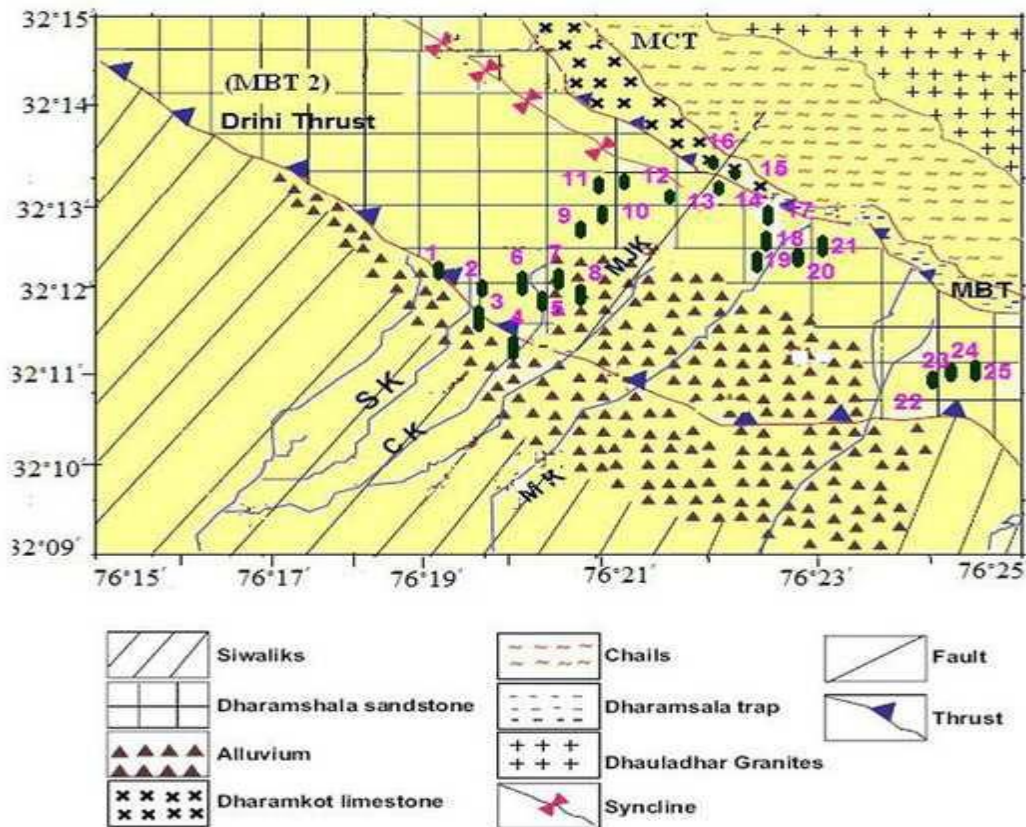 32°15'
32°14'
32°13'
32°12'
32°11'
32°10'
32°09'
MCT
(MBT 2)
Drini Thrust
16
15
11
12
13
14
17
9
10
18
21
1
2
6
7
8
MJK
19
20
MBT
3
4
5
24
23
25
22
S K
C K
M K
76°15'
76°17'
76°19'
76°21'
76°23'
76°25'
Siwaliks
Dharamshala sandstone
Alluvium
Dharamkot limestone
Chails
Dharamsala trap
Dhauladhar Granites
Syncline
Fault
Thrust